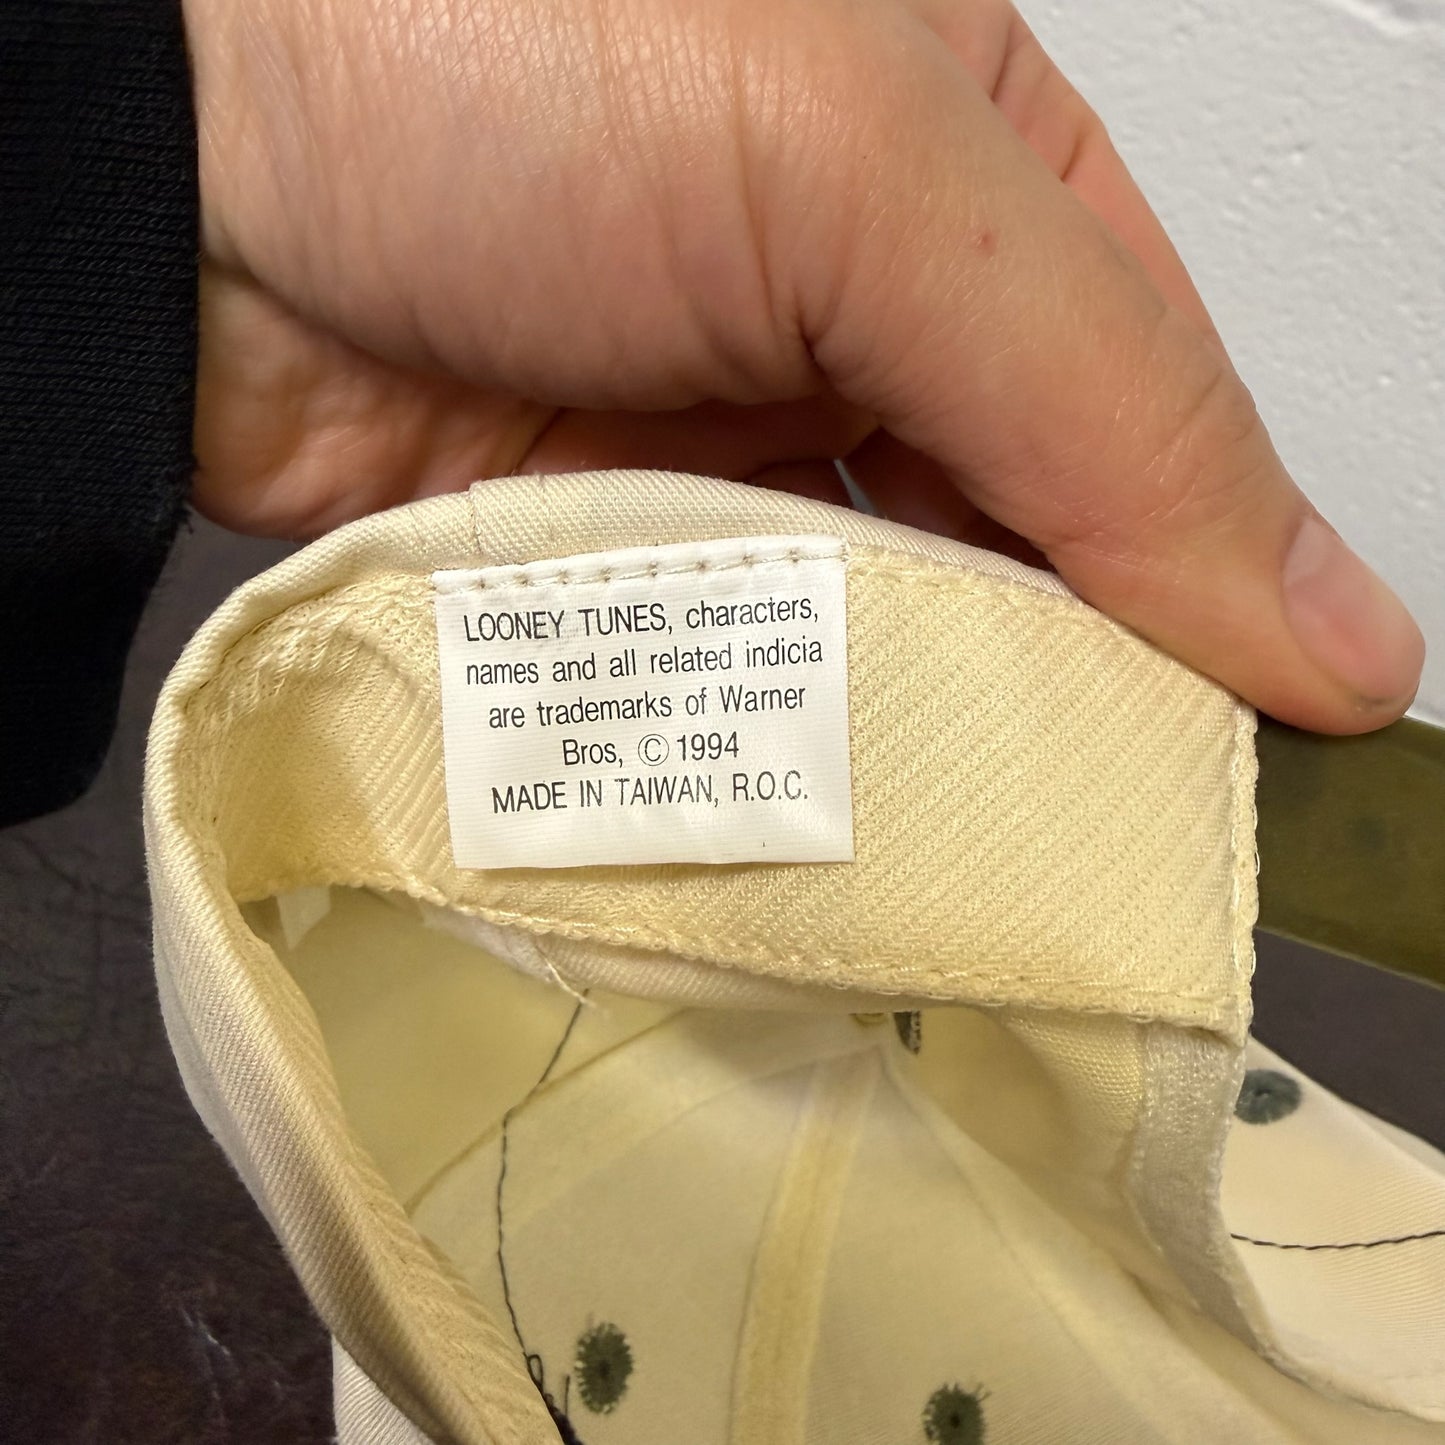 LOONEY TUNES, characters,
names and all related indicia
are trademarks of Warner
Bros, © 1994
MADE IN TAIWAN, R.O.C.